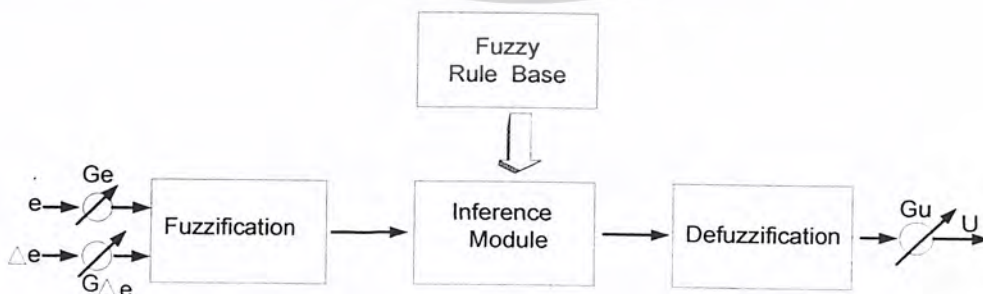 Fuzzy
Rule Base
Ge
e
Fuzzification
Inference
Module
Defuzzification
Gu
U
△e
G△e